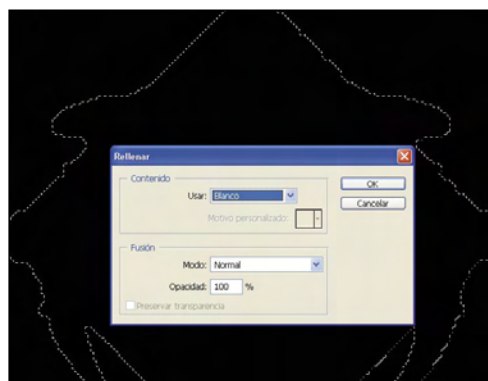 Rellenar
Contenido
Usar: Blanco
Motivo personalizado:
OK
Cancelar
Fusión
Modo: Normal
Opacidad: 100 %
Preservar transparencia